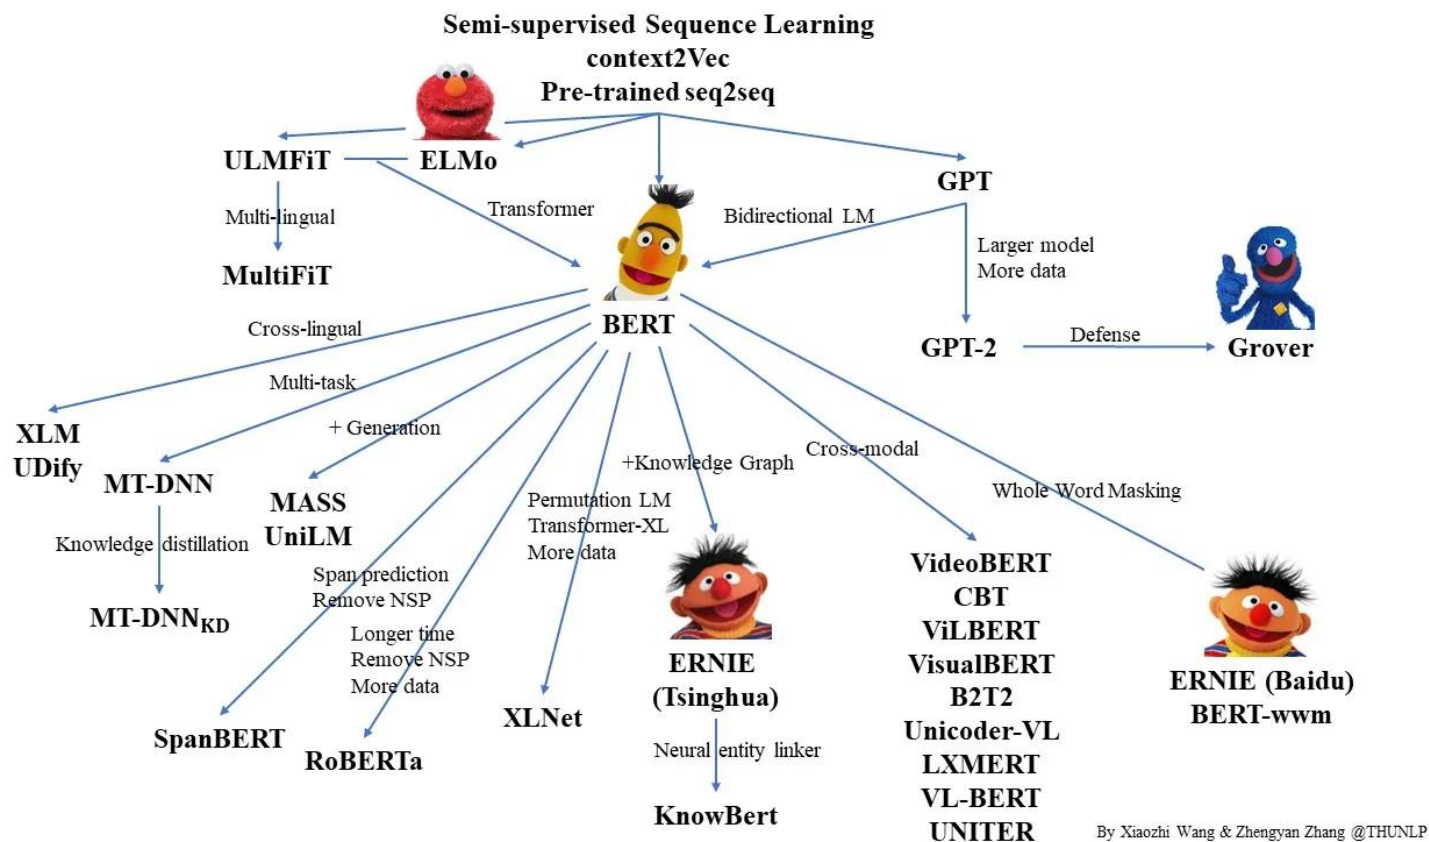 Semi-supervised Sequence Learning
context2Vec
Pre-trained seq2seq
ULMFiT
ELMo
GPT
Multi-lingual
Transformer
Bidirectional LM
Larger model
More data
MultiFiT
Cross-lingual
BERT
GPT-2
Defense
Grover
Multi-task
+ Generation
XLM
UDify
MT-DNN
MASS
UniLM
+Knowledge Graph
Cross-modal
Whole Word Masking
Permutation LM
Transformer-XL
More data
Knowledge distillation
Span prediction
Remove NSP
MT-DNNKD
Longer time
Remove NSP
More data
VideoBERT
CBT
ViLBERT
VisualBERT
B2T2
Unicoder-VL
LXMERT
VL-BERT
UNITER
ERNIE
(Tsinghua)
ERNIE (Baidu)
BERT-wwm
SpanBERT
RoBERTa
XLNet
Neural entity linker
KnowBert
By Xiaozhi Wang & Zhengyan Zhang @THUNLP